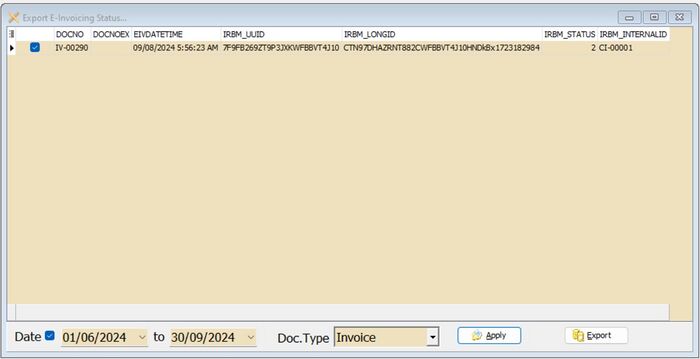 Export E-Invoicing Status...
DOCNO DOCNOEX EIVDATETIME IRBM_UUID IRBM_LONGID IRBM_STATUS IRBM_INTERNALID
IV-00290 09/08/2024 5:56:23 AM 7F9FB269ZT9P3JXKWFBBVT4J10 CTN97DHAZRNT882CWFBBVT4J10HNDkBx1723182984 2 CI-00001
Date 01/06/2024 to 30/09/2024 Doc.Type Invoice Apply Export